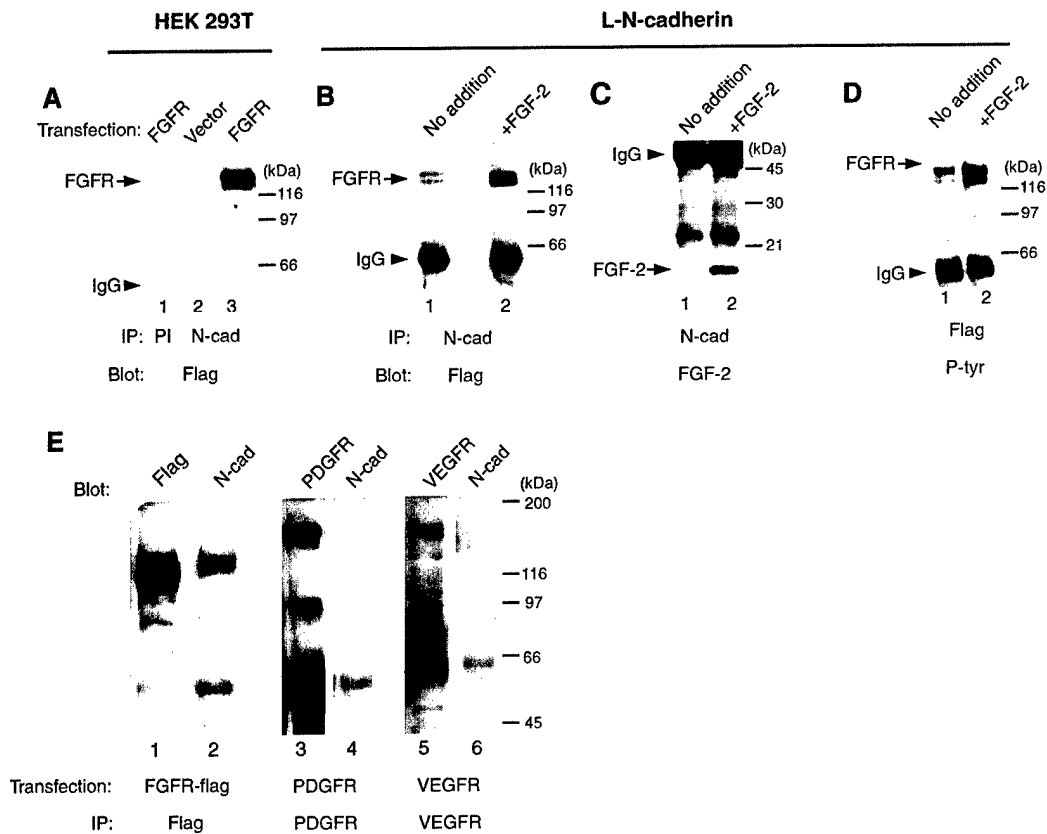 HEK 293T
L-N-cadherin
A
Transfection: FGFR Vector FGFR
FGFR (kDa)
116
97
66
IgG
1 2 3
IP: PI N-cad
Blot: Flag
B
No addition +FGF-2
(kDa)
FGFR
116
97
66
IgG
1 2
IP: N-cad
Blot: Flag
C
No addition +FGF-2
IgG (kDa)
45
30
21
FGF-2
1 2
N-cad
FGF-2
D
No addition +FGF-2
FGFR (kDa)
116
97
66
IgG
1 2
Flag
P-tyr
E
Blot: Flag N-cad PDGFR N-cad VEGFR N-cad
(kDa)
200
116
97
66
45
1 2 3 4 5 6
Transfection: FGFR-flag PDGFR VEGFR
IP: Flag PDGFR VEGFR